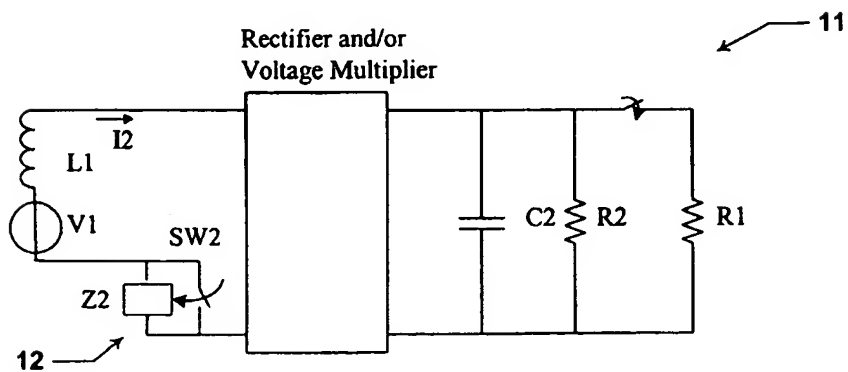 11
Rectifier and/or
Voltage Multiplier
I2
L1
V1
SW2
C2
R2
R1
Z2
12